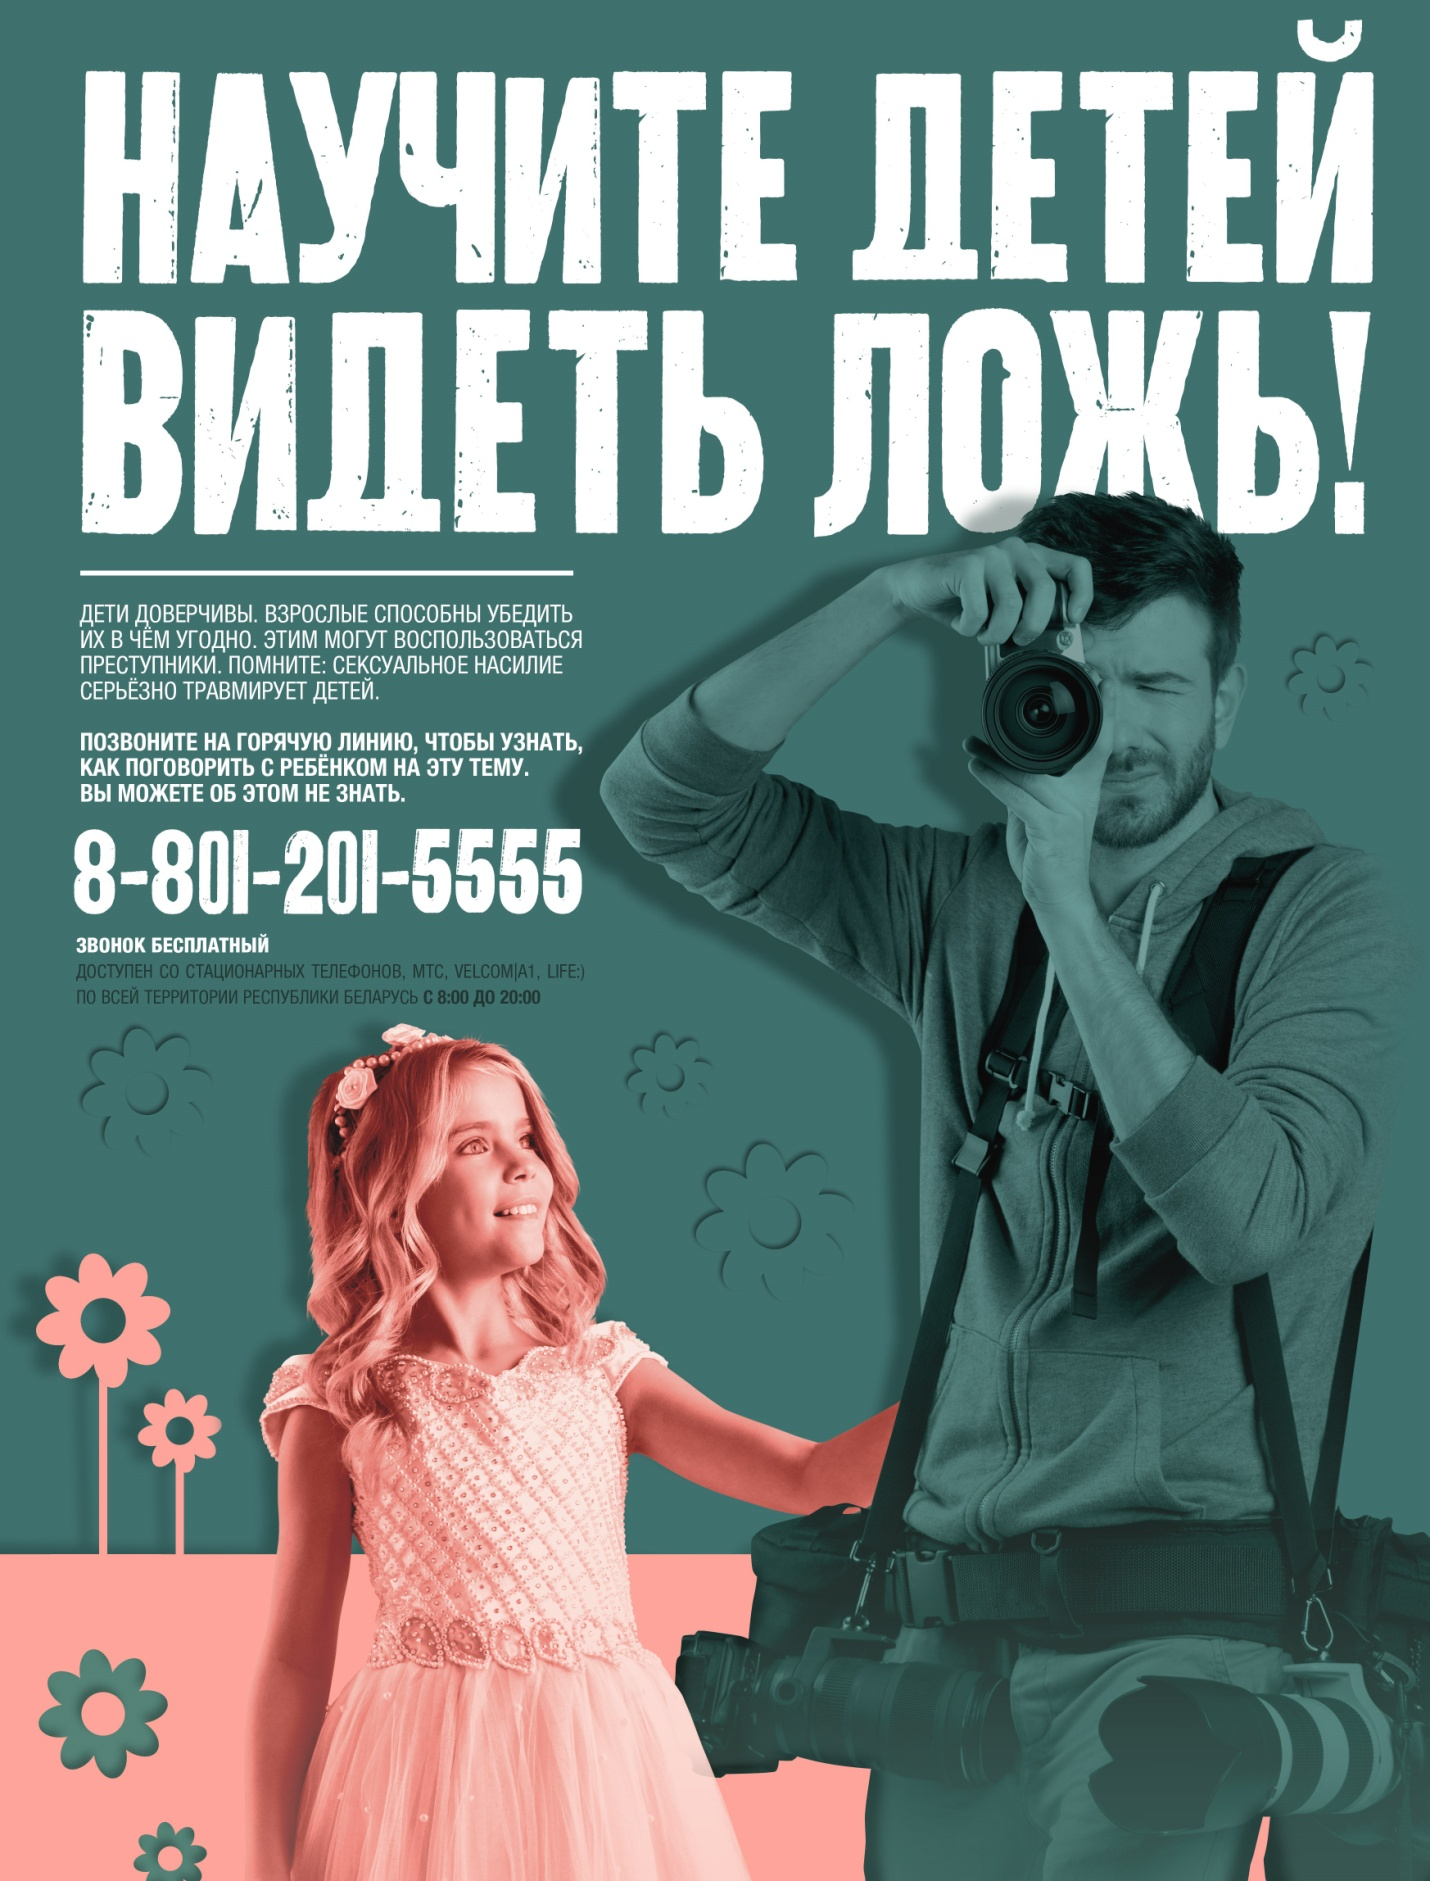 НАУЧИТЕ ДЕТЕЙ
ВИДЕТЬ ЛОЖЬ!
ДЕТИ ДОВЕРЧИВЫ. ВЗРОСЛЫЕ СПОСОБНЫ УБЕДИТЬ
ИХ В ЧЁМ УГОДНО. ЭТИМ МОГУТ ВОСПОЛЬЗОВАТЬСЯ
ПРЕСТУПНИКИ. ПОМНИТЕ: СЕКСУАЛЬНОЕ НАСИЛИЕ
СЕРЬЁЗНО ТРАВМИРУЕТ ДЕТЕЙ.
ПОЗВОНИТЕ НА ГОРЯЧУЮ ЛИНИЮ, ЧТОБЫ УЗНАТЬ,
КАК ПОГОВОРИТЬ С РЕБЁНКОМ НА ЭТУ ТЕМУ.
ВЫ МОЖЕТЕ ОБ ЭТОМ НЕ ЗНАТЬ.
8-801-201-5555
ЗВОНОК БЕСПЛАТНЫЙ
ДОСТУПЕН СО СТАЦИОНАРНЫХ ТЕЛЕФОНОВ, МТС, VELCOM|A1, LIFE:)
ПО ВСЕЙ ТЕРРИТОРИИ РЕСПУБЛИКИ БЕЛАРУСЬ С 8:00 ДО 20:00